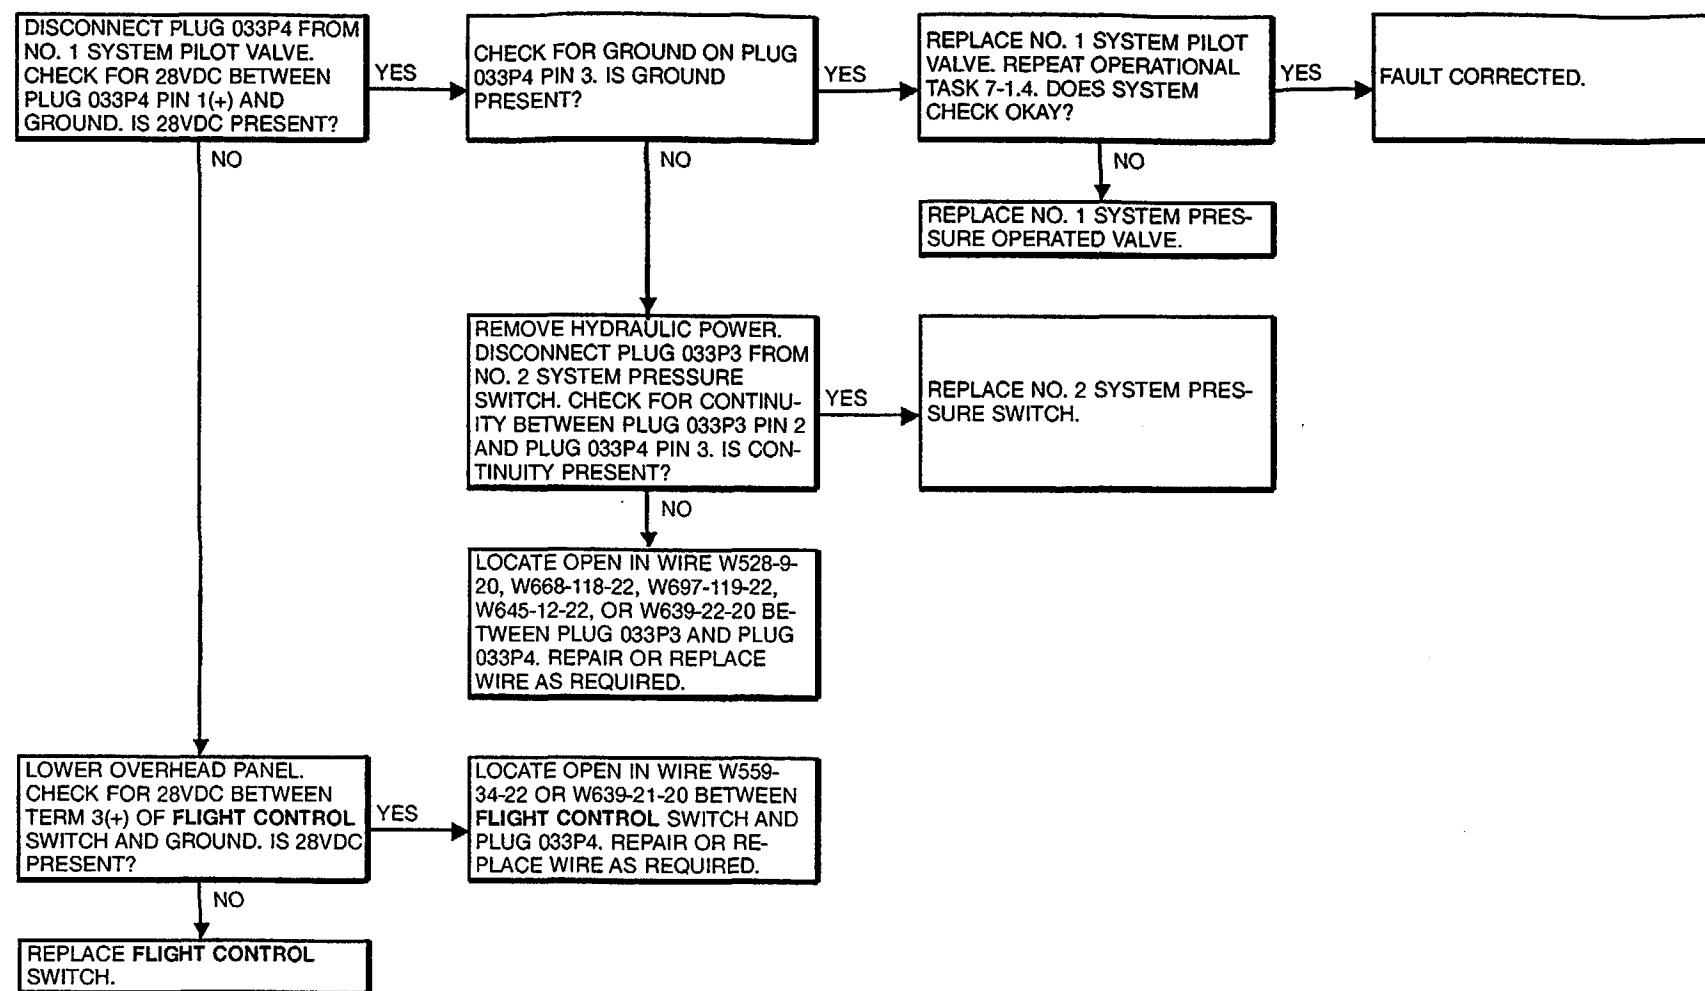 DISCONNECT PLUG 033P4 FROM
NO. 1 SYSTEM PILOT VALVE.
CHECK FOR 28VDC BETWEEN
PLUG 033P4 PIN 1(+) AND
GROUND. IS 28VDC PRESENT?
YES
CHECK FOR GROUND ON PLUG
033P4 PIN 3. IS GROUND
PRESENT?
YES
REPLACE NO. 1 SYSTEM PILOT
VALVE. REPEAT OPERATIONAL
TASK 7-1.4. DOES SYSTEM
CHECK OKAY?
YES
FAULT CORRECTED.
NO
NO
NO
REPLACE NO. 1 SYSTEM PRES-
SURE OPERATED VALVE.
REMOVE HYDRAULIC POWER.
DISCONNECT PLUG 033P3 FROM
NO. 2 SYSTEM PRESSURE
SWITCH. CHECK FOR CONTINU-
ITY BETWEEN PLUG 033P3 PIN 2
AND PLUG 033P4 PIN 3. IS CON-
TINUITY PRESENT?
YES
REPLACE NO. 2 SYSTEM PRES-
SURE SWITCH.
NO
LOCATE OPEN IN WIRE W528-9-
20, W668-118-22, W697-119-22,
W645-12-22, OR W639-22-20 BE-
TWEEN PLUG 033P3 AND PLUG
033P4. REPAIR OR REPLACE
WIRE AS REQUIRED.
LOWER OVERHEAD PANEL.
CHECK FOR 28VDC BETWEEN
TERM 3(+) OF FLIGHT CONTROL
SWITCH AND GROUND. IS 28VDC
PRESENT?
YES
LOCATE OPEN IN WIRE W559-
34-22 OR W639-21-20 BETWEEN
FLIGHT CONTROL SWITCH AND
PLUG 033P4. REPAIR OR RE-
PLACE WIRE AS REQUIRED.
NO
REPLACE FLIGHT CONTROL
SWITCH.